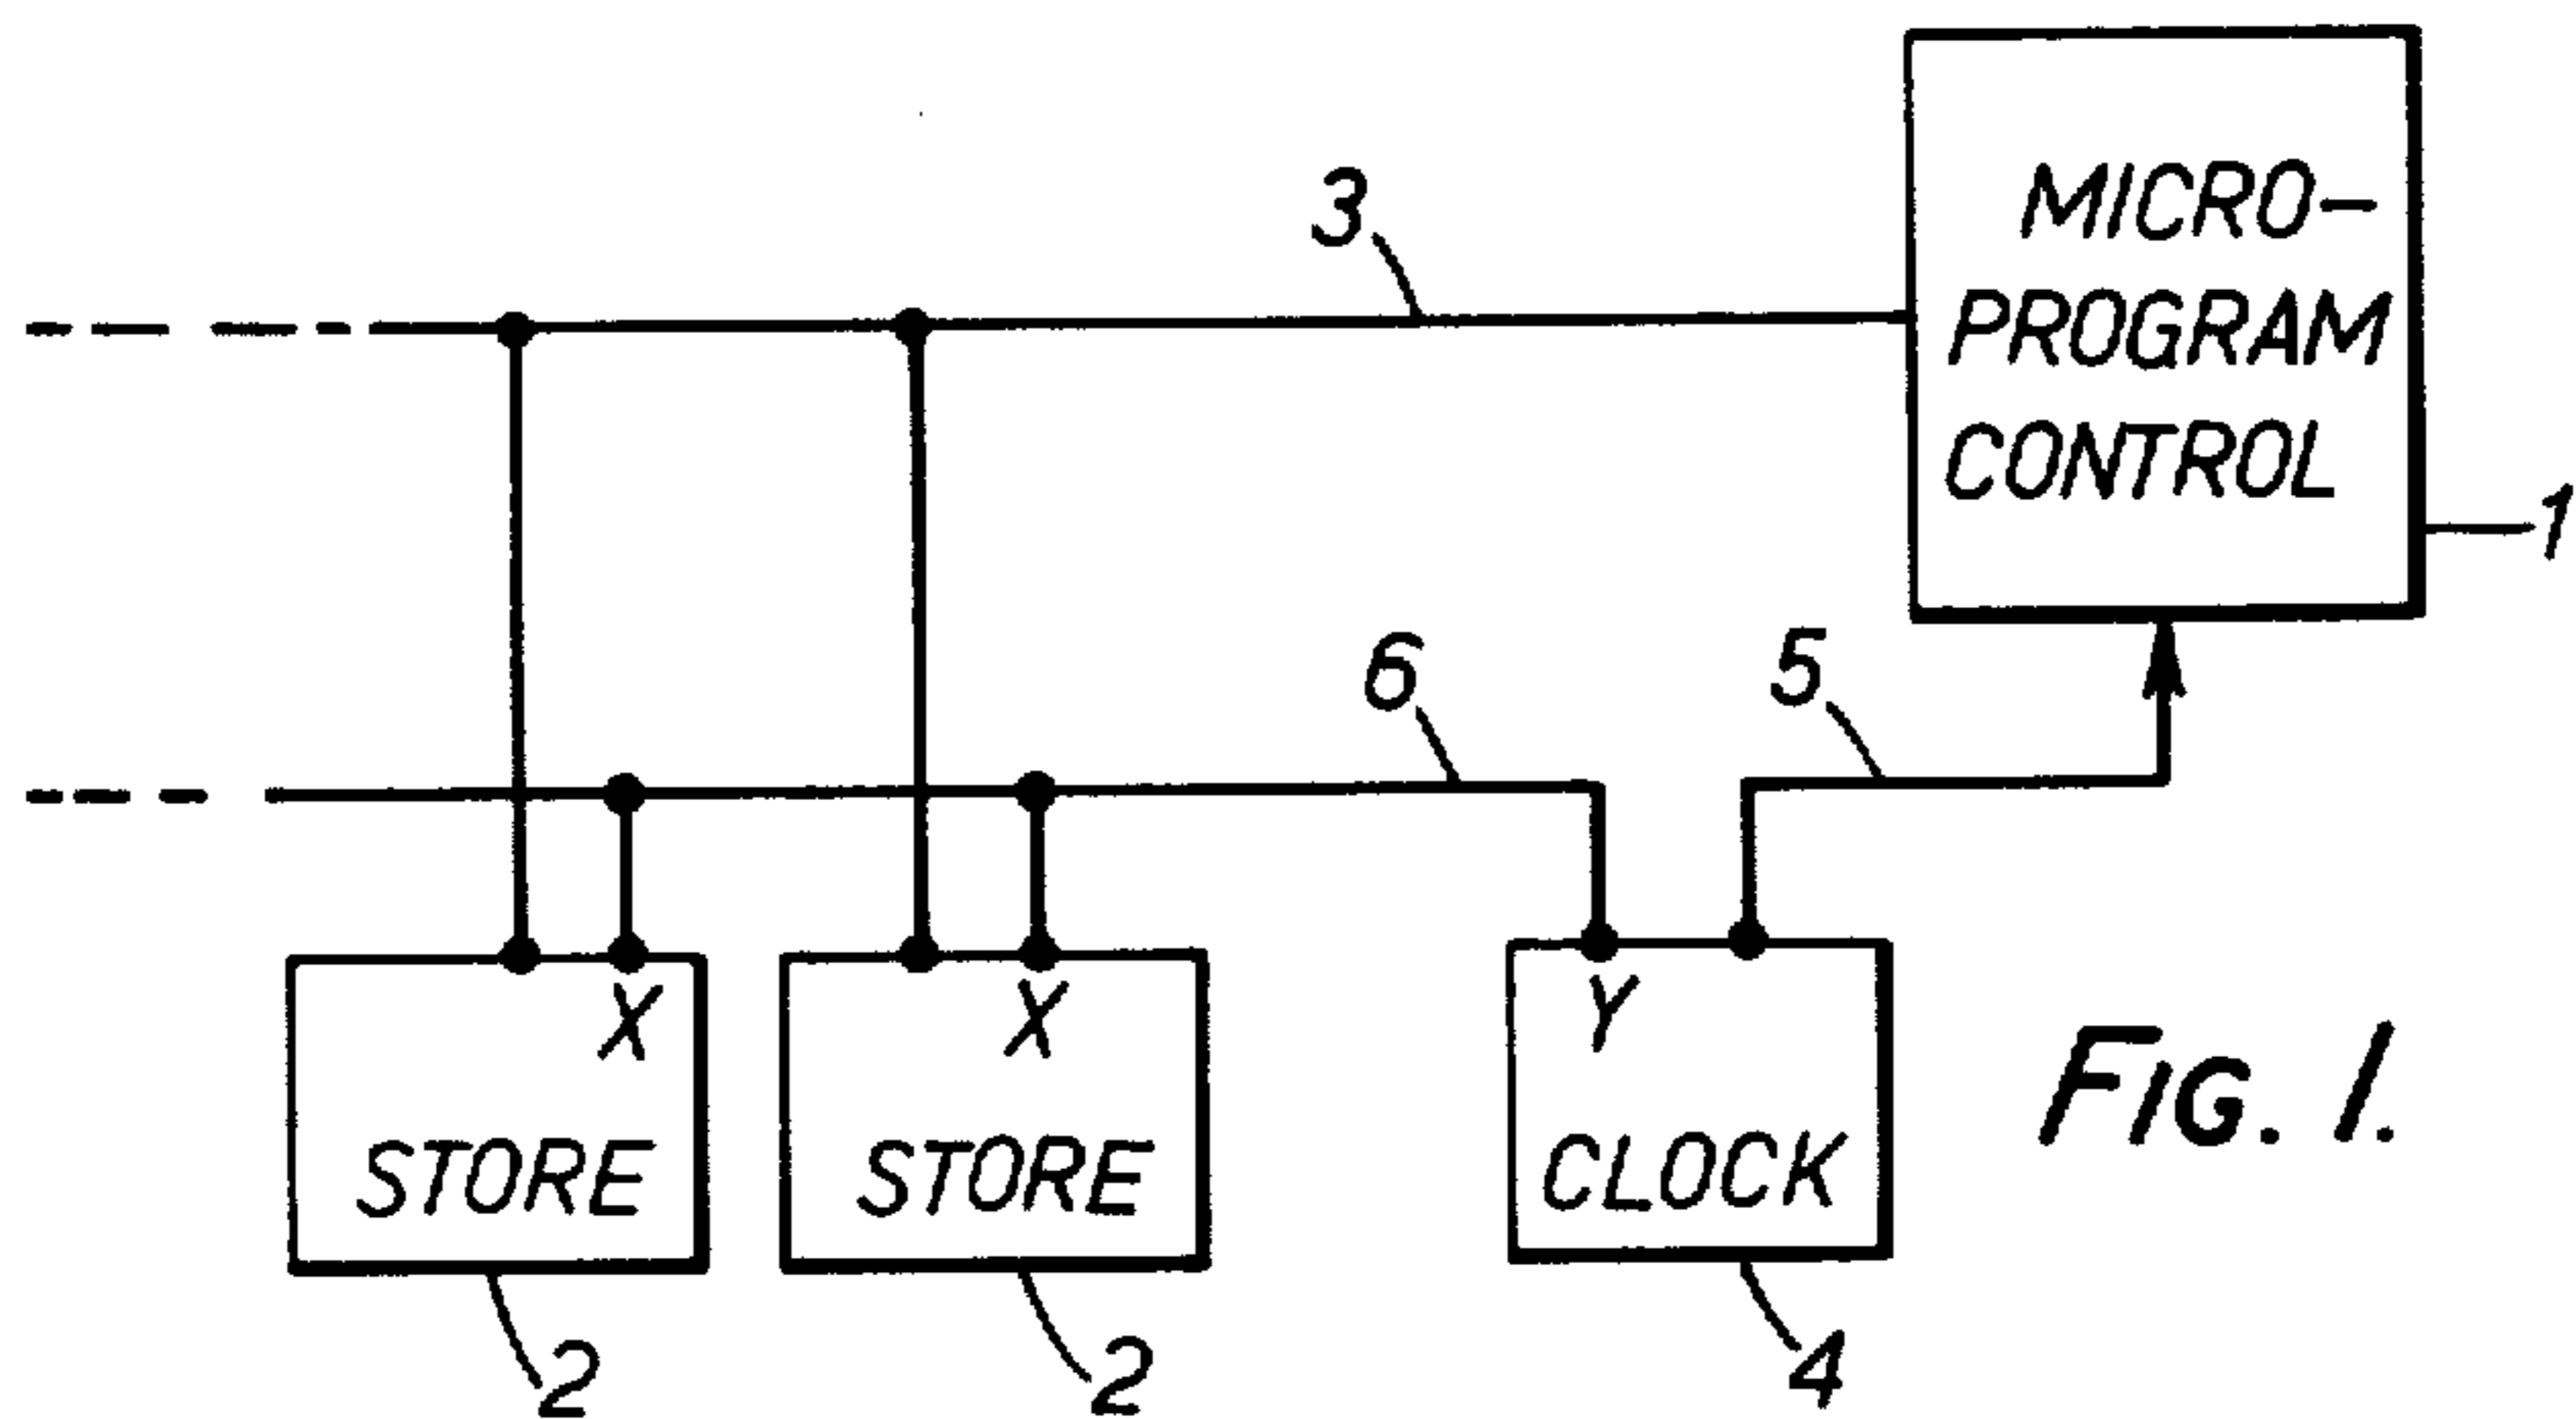 3
MICRO-
PROGRAM
CONTROL
1
6
5
X
X
Y
STORE
STORE
CLOCK
FIG. 1.
2
2
4